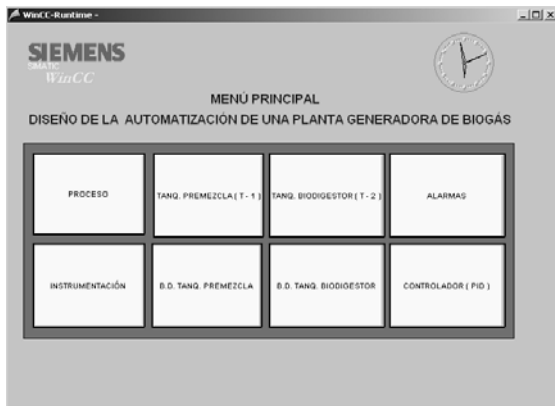 WinCC-Runtime -
SIEMENS
SIMATIC
WinCC
MENÚ PRINCIPAL
DISEÑO DE LA AUTOMATIZACIÓN DE UNA PLANTA GENERADORA DE BIOGÁS
PROCESO
TANQ. PREMEZCLA ( T - 1 )
TANQ. BIODIGESTOR ( T - 2 )
ALARMAS
INSTRUMENTACIÓN
B.D. TANQ. PREMEZCLA
B.D. TANQ. BIODIGESTOR
CONTROLADOR ( PID )